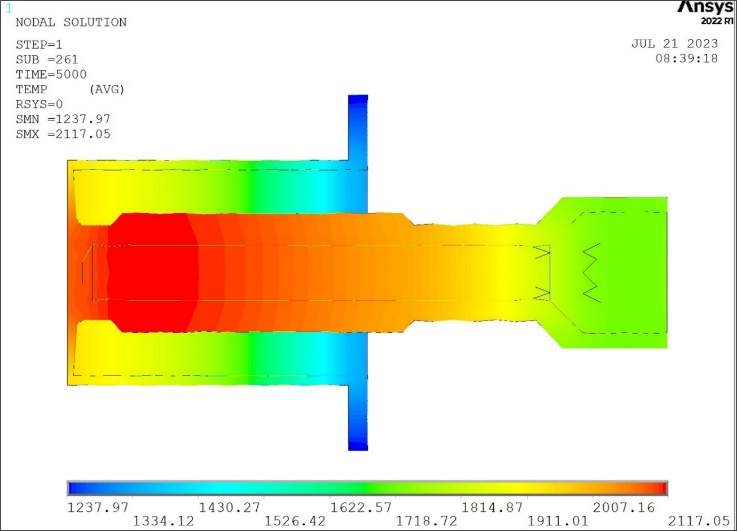 1
Ansys
2022 R1
NODAL SOLUTION
STEP=1
SUB =261
TIME=5000
TEMP (AVG)
RSYS=0
SMN =1237.97
SMX =2117.05
JUL 21 2023
08:39:18
1237.97 1430.27 1622.57 1814.87 2007.16
1334.12 1526.42 1718.72 1911.01 2117.05